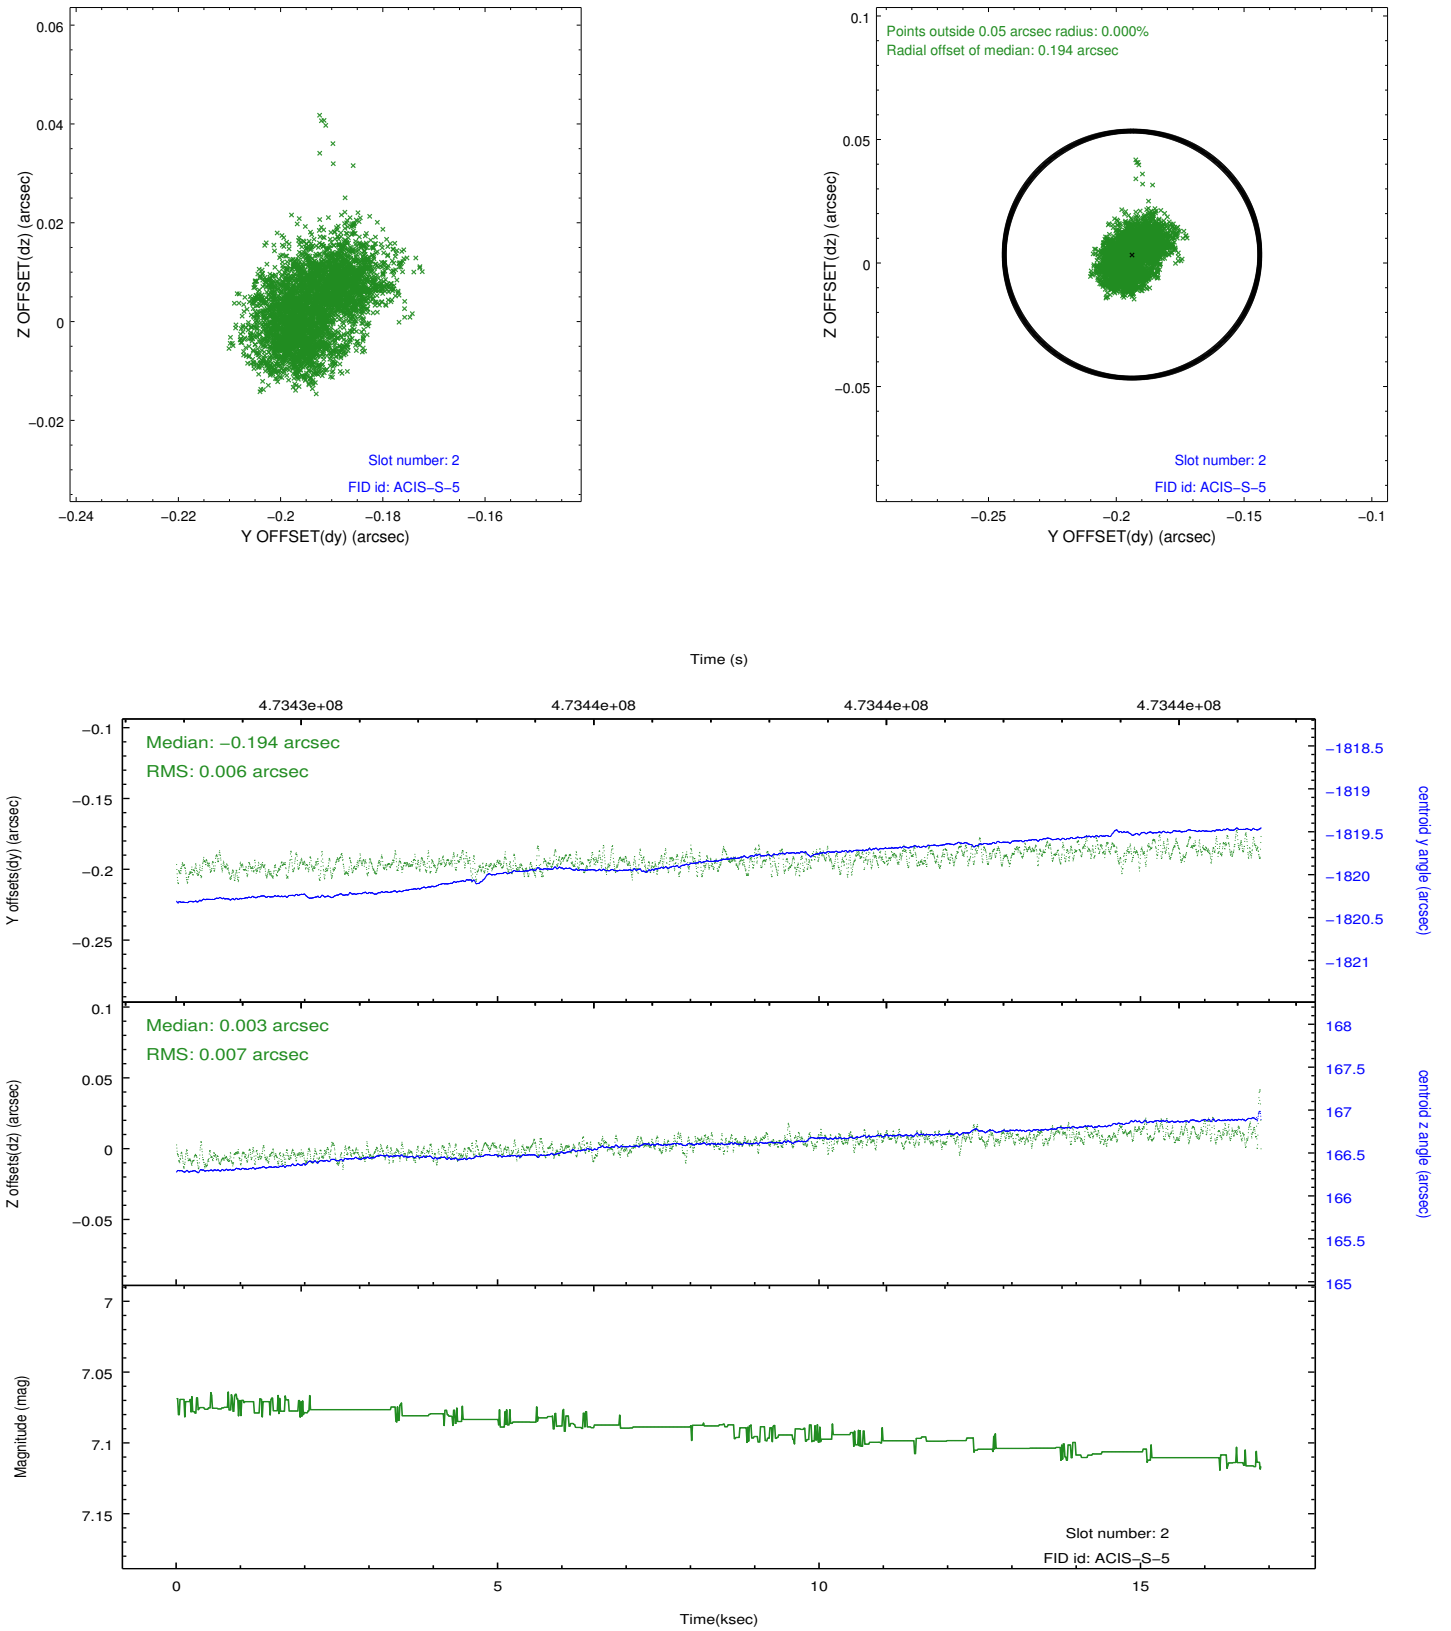 0.06
0.04
0.02
0
−0.02
Z OFFSET(dz) (arcsec)
Slot number: 2
FID id: ACIS−S−5
−0.24 −0.22 −0.2 −0.18 −0.16
Y OFFSET(dy) (arcsec)
0.1
0.05
0
−0.05
Z OFFSET(dz) (arcsec)
Points outside 0.05 arcsec radius: 0.000%
Radial offset of median: 0.194 arcsec
Slot number: 2
FID id: ACIS−S−5
−0.25 −0.2 −0.15 −0.1
Y OFFSET(dy) (arcsec)
Time (s)
4.7343e+08 4.7344e+08 4.7344e+08 4.7344e+08
−0.1
−0.15
−0.2
−0.25
Y offsets(dy) (arcsec)
Median: −0.194 arcsec
RMS: 0.006 arcsec
−1818.5
−1819
−1819.5
−1820
−1820.5
−1821
centroid y angle (arcsec)
0.1
0.05
0
−0.05
Z offsets(dz) (arcsec)
Median: 0.003 arcsec
RMS: 0.007 arcsec
168
167.5
167
166.5
166
165.5
165
centroid z angle (arcsec)
7
7.05
7.1
7.15
Magnitude (mag)
Slot number: 2
FID id: ACIS−S−5
0 5 10 15
Time(ksec)